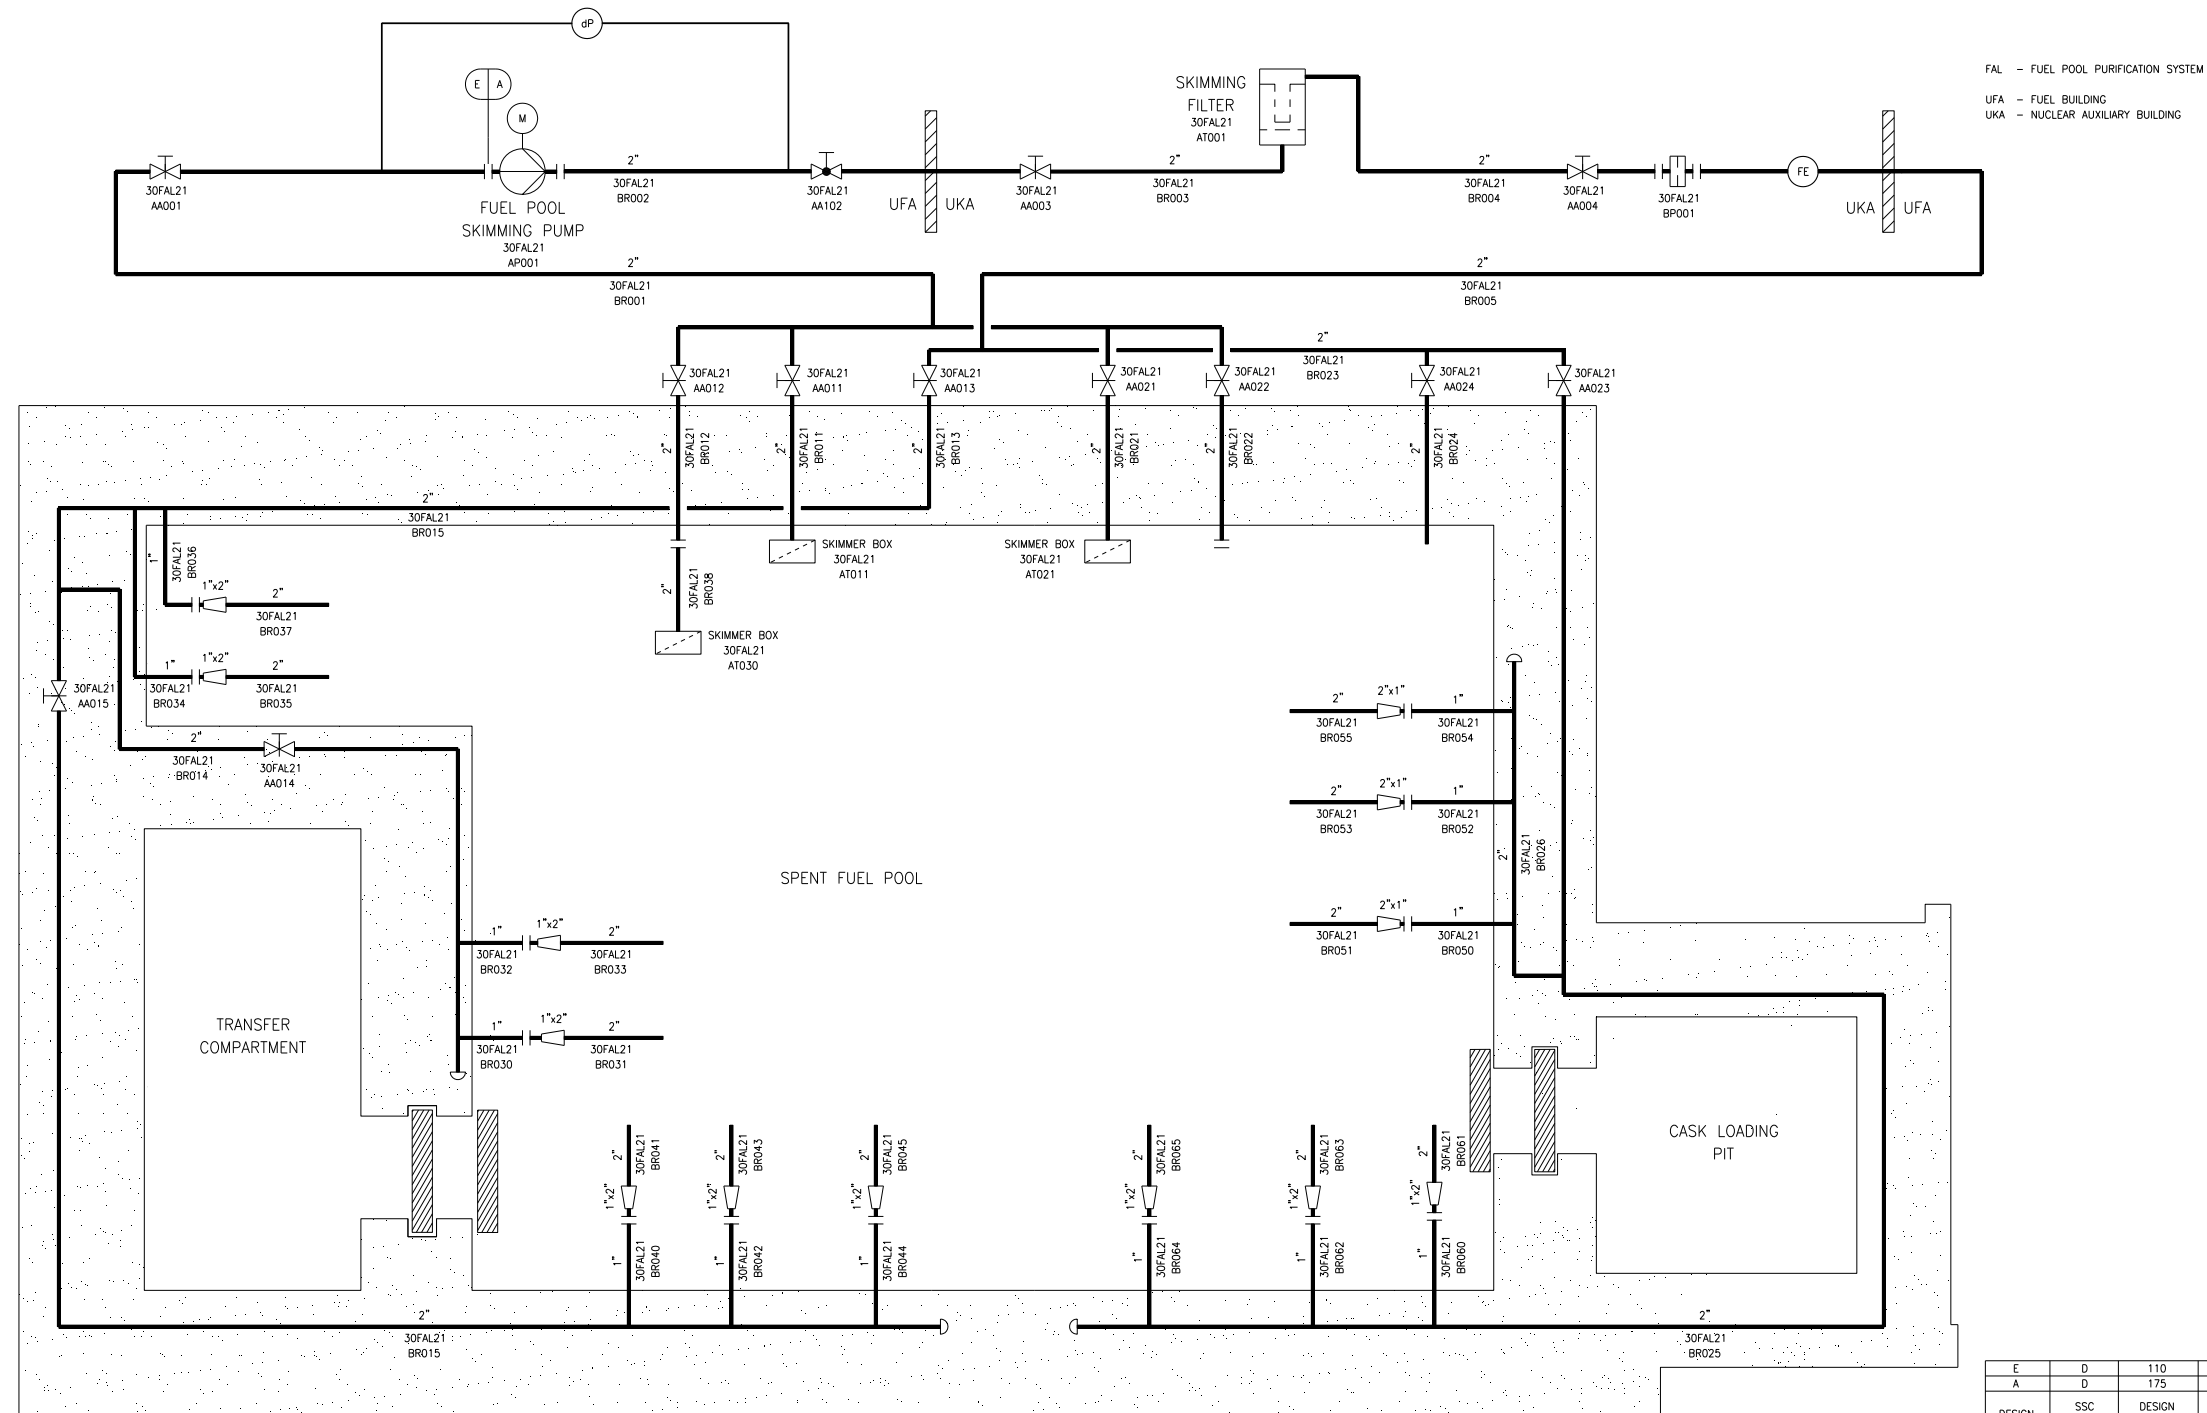 dP
E A
M
2"
30FAL21
AA001
FUEL POOL
SKIMMING PUMP
30FAL21
AP001
30FAL21
BR002
30FAL21
AA102
UFA
UKA
30FAL21
AA003
2"
30FAL21
BR003
SKIMMING
FILTER
30FAL21
AT001
2"
30FAL21
BR004
30FAL21
AA004
30FAL21
BP001
FE
UKA
UFA
FAL - FUEL POOL PURIFICATION SYSTEM
UFA - FUEL BUILDING
UKA - NUCLEAR AUXILIARY BUILDING
2"
30FAL21
BR001
2"
30FAL21
BR005
30FAL21
AA012
30FAL21
AA011
30FAL21
AA013
30FAL21
AA021
30FAL21
AA022
2"
30FAL21
BR023
30FAL21
AA024
30FAL21
AA023
2"
30FAL21
BR012
2"
30FAL21
BR011
2"
30FAL21
BR013
2"
30FAL21
BR021
2"
30FAL21
BR022
2"
30FAL21
BR024
2"
30FAL21
BR015
1"
30FAL21
BR036
1"x2"
2"
30FAL21
BR037
1"
30FAL21
BR034
1"x2"
2"
30FAL21
BR035
30FAL21
AA015
SKIMMER BOX
30FAL21
AT011
SKIMMER BOX
30FAL21
AT021
2"
30FAL21
BR038
SKIMMER BOX
30FAL21
AT030
2"
30FAL21
BR014
30FAL21
AA014
2"
30FAL21
BR055
2"x1"
1"
30FAL21
BR054
2"
30FAL21
BR053
2"x1"
1"
30FAL21
BR052
2"
30FAL21
BR026
2"
30FAL21
BR051
2"x1"
1"
30FAL21
BR050
SPENT FUEL POOL
1"
30FAL21
BR032
1"x2"
2"
30FAL21
BR033
1"
30FAL21
BR030
1"x2"
2"
30FAL21
BR031
TRANSFER
COMPARTMENT
CASK LOADING
PIT
2"
30FAL21
BR041
1"x2"
1"
30FAL21
BR040
2"
30FAL21
BR043
1"x2"
1"
30FAL21
BR042
2"
30FAL21
BR045
1"x2"
1"
30FAL21
BR044
2"
30FAL21
BR065
1"x2"
1"
30FAL21
BR064
2"
30FAL21
BR063
1"x2"
1"
30FAL21
BR062
2"
30FAL21
BR061
1"x2"
1"
30FAL21
BR060
2"
30FAL21
BR015
2"
30FAL21
BR025
E D 110
A D 175
SSC DESIGN